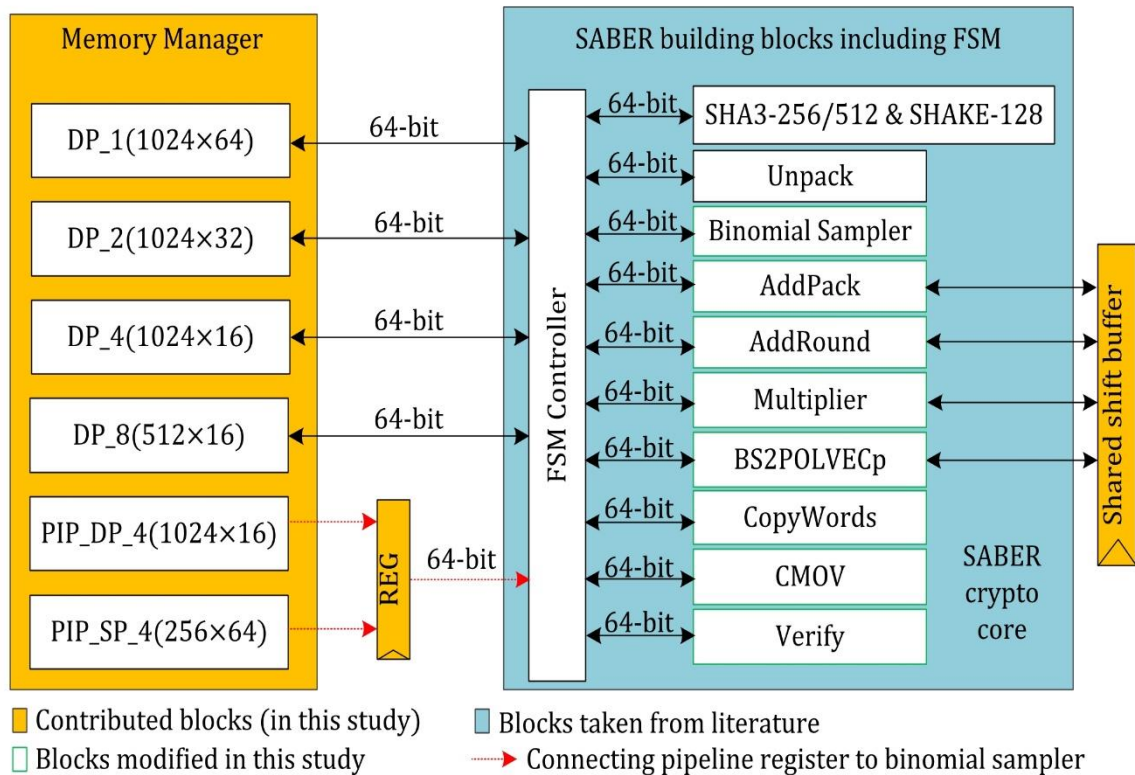 Memory Manager
DP_1(1024×64)
DP_2(1024×32)
DP_4(1024×16)
DP_8(512×16)
PIP_DP_4(1024×16)
PIP_SP_4(256×64)
64-bit
64-bit
64-bit
64-bit
REG
64-bit
SABER building blocks including FSM
FSM Controller
64-bit
SHA3-256/512 & SHAKE-128
64-bit
Unpack
64-bit
Binomial Sampler
64-bit
AddPack
64-bit
AddRound
64-bit
Multiplier
64-bit
BS2POLVECp
64-bit
CopyWords
64-bit
CMOV
64-bit
Verify
SABER
crypto
core
Shared shift buffer
Contributed blocks (in this study)
Blocks taken from literature
Blocks modified in this study
Connecting pipeline register to binomial sampler